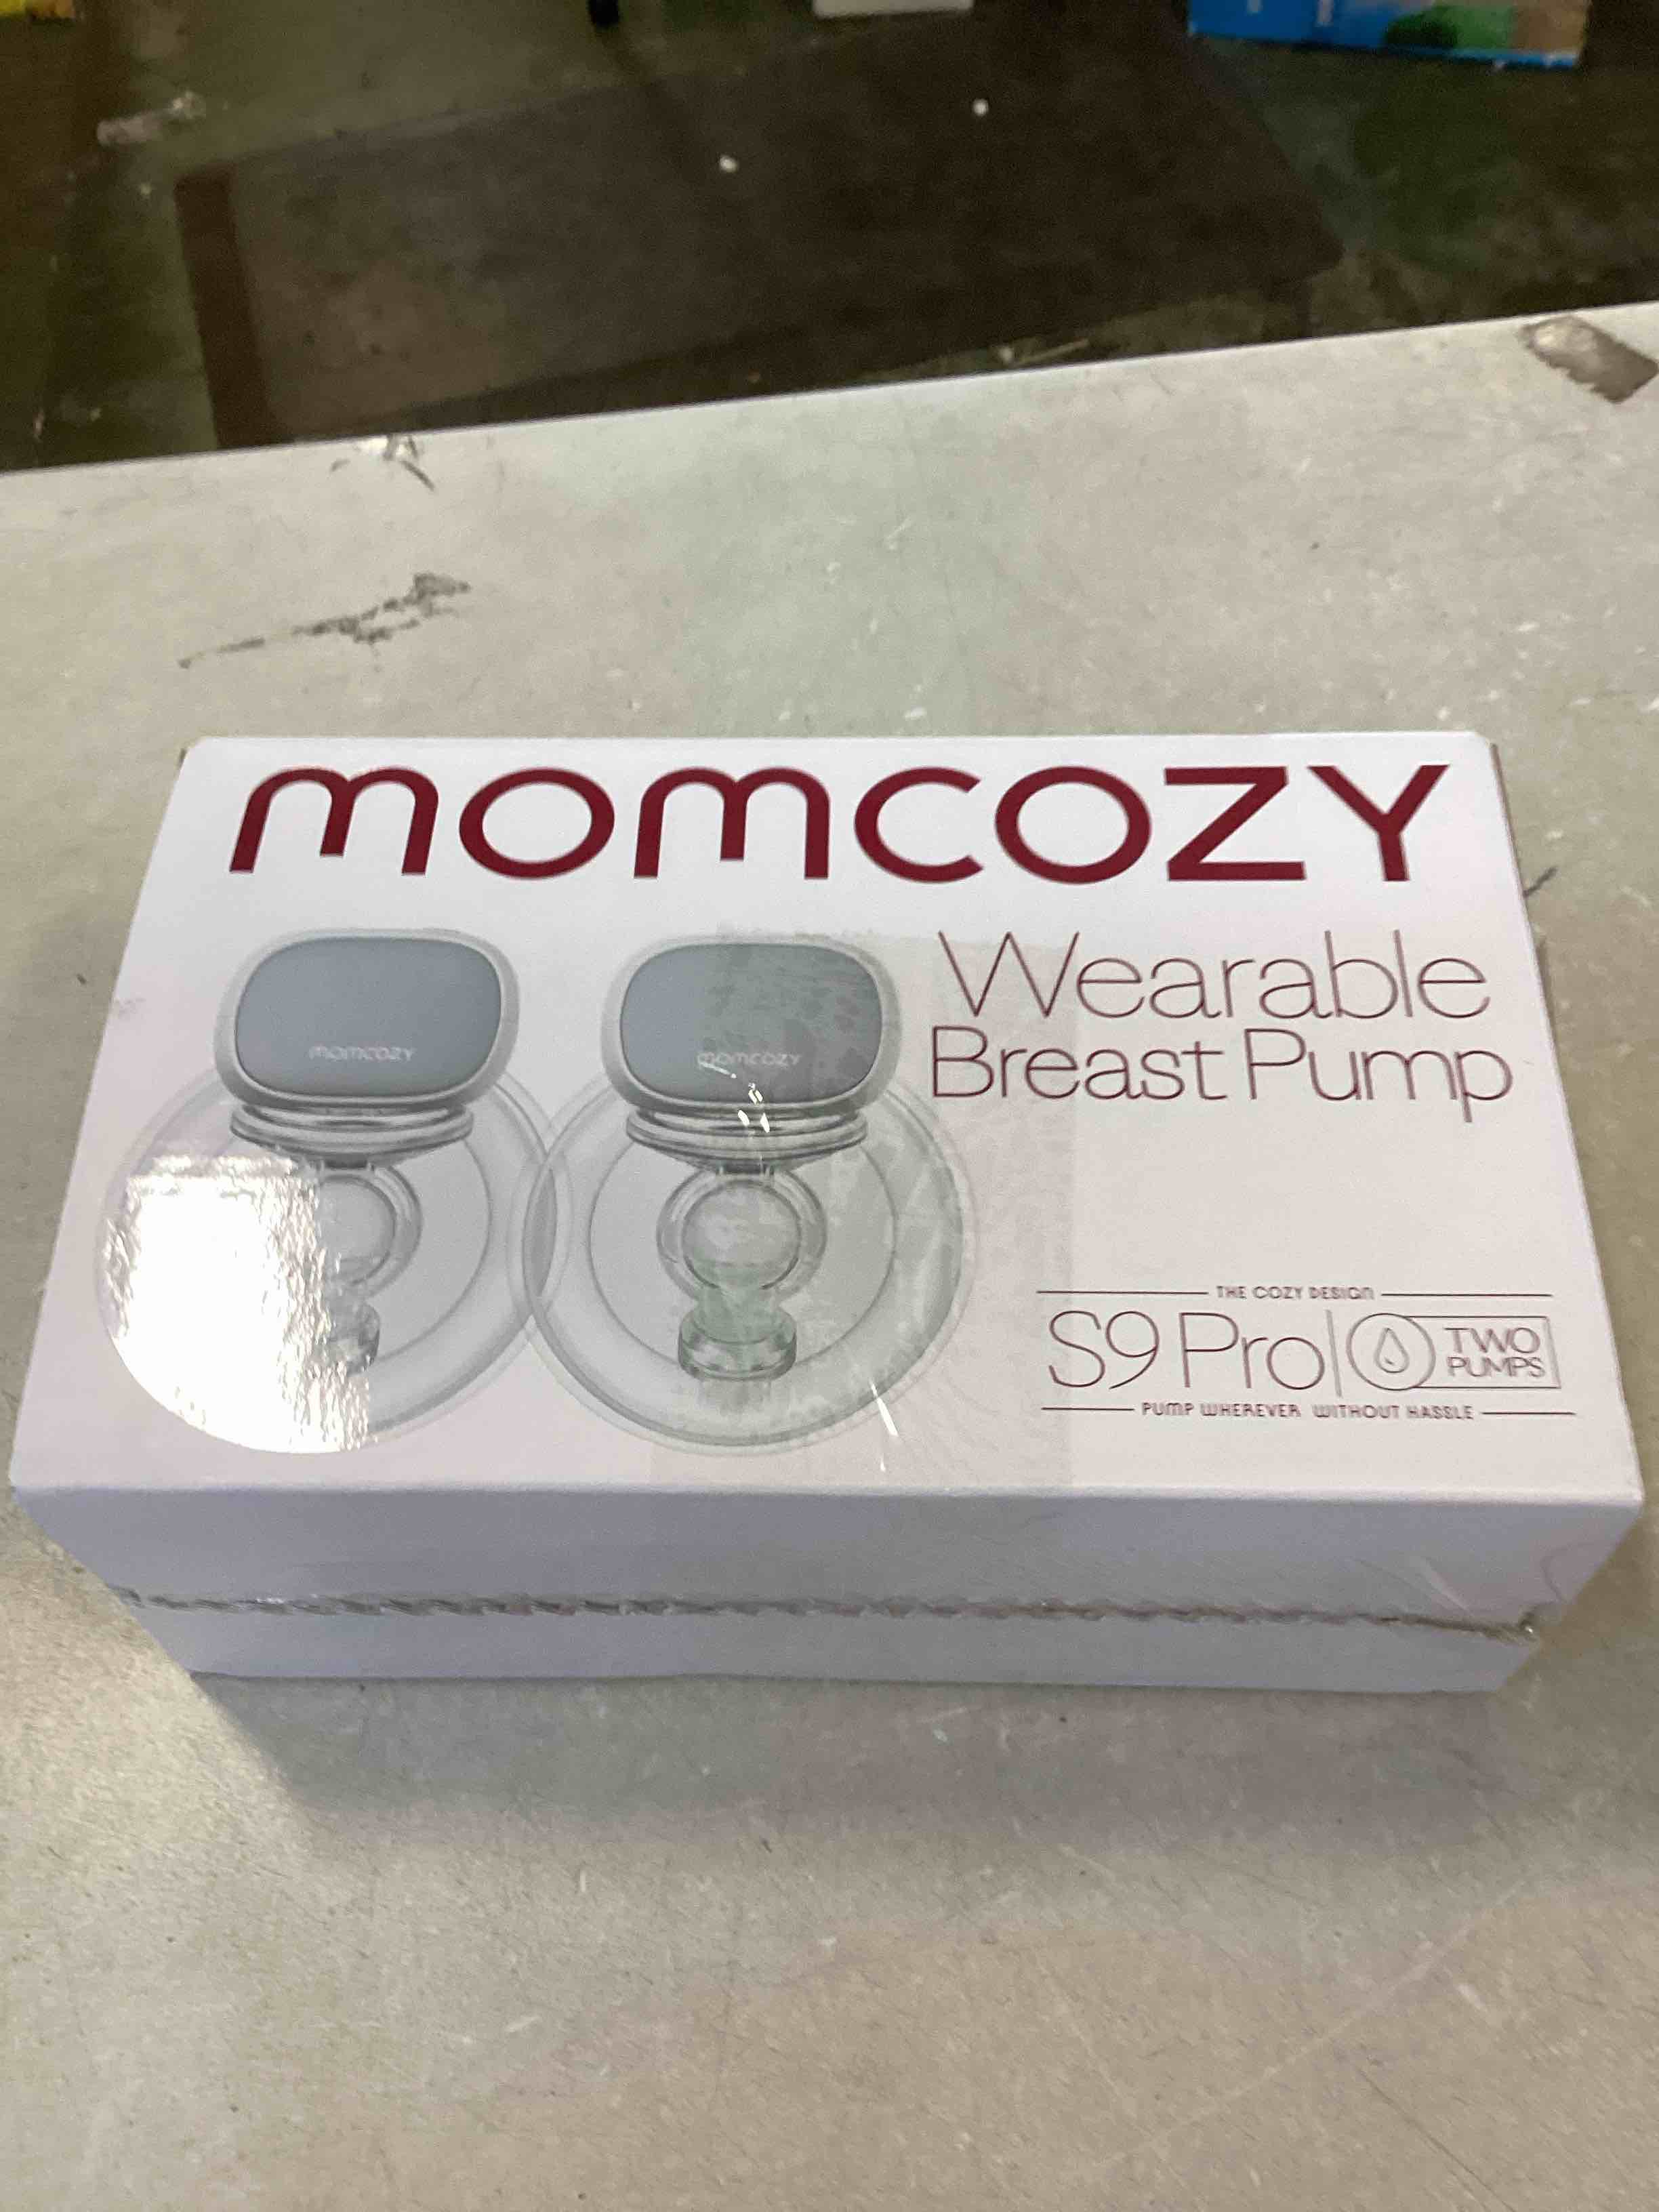 momcozy
momcozy
momcozy
Wearable
Breast Pump
THE COZY DESIGN
S9 Pro
TWO
PUMPS
PUMP WHEREVER WITHOUT HASSLE